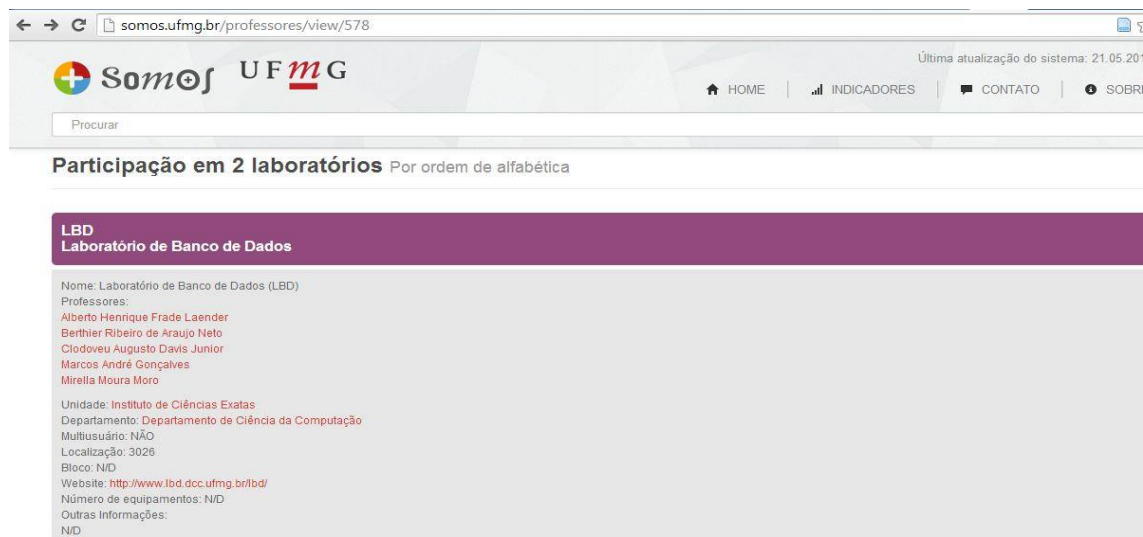 somos.ufmg.br/professores/view/578
Somos UFMG
Última atualização do sistema: 21.05.201
HOME | INDICADORES | CONTATO | SOBRE
Procurar
Participação em 2 laboratórios Por ordem de alfabética
LBD
Laboratório de Banco de Dados
Nome: Laboratório de Banco de Dados (LBD)
Professores:
Alberto Henrique Frade Laender
Berthier Ribeiro de Araujo Neto
Clodoveu Augusto Davis Junior
Marcos André Gonçalves
Mirella Moura Moro
Unidade: Instituto de Ciências Exatas
Departamento: Departamento de Ciência da Computação
Multiusuário: NÃO
Localização: 3026
Bloco: N/D
Website: http://www.lbd.dcc.ufmg.br/lbd/
Número de equipamentos: N/D
Outras Informações:
N/D